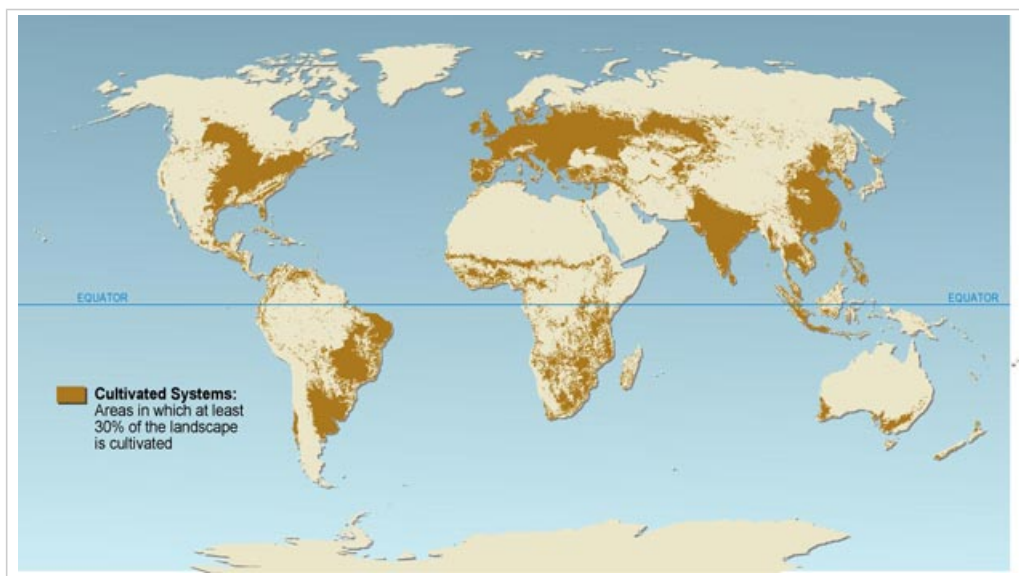 EQUATOR
EQUATOR
Cultivated Systems:
Areas in which at least
30% of the landscape
is cultivated